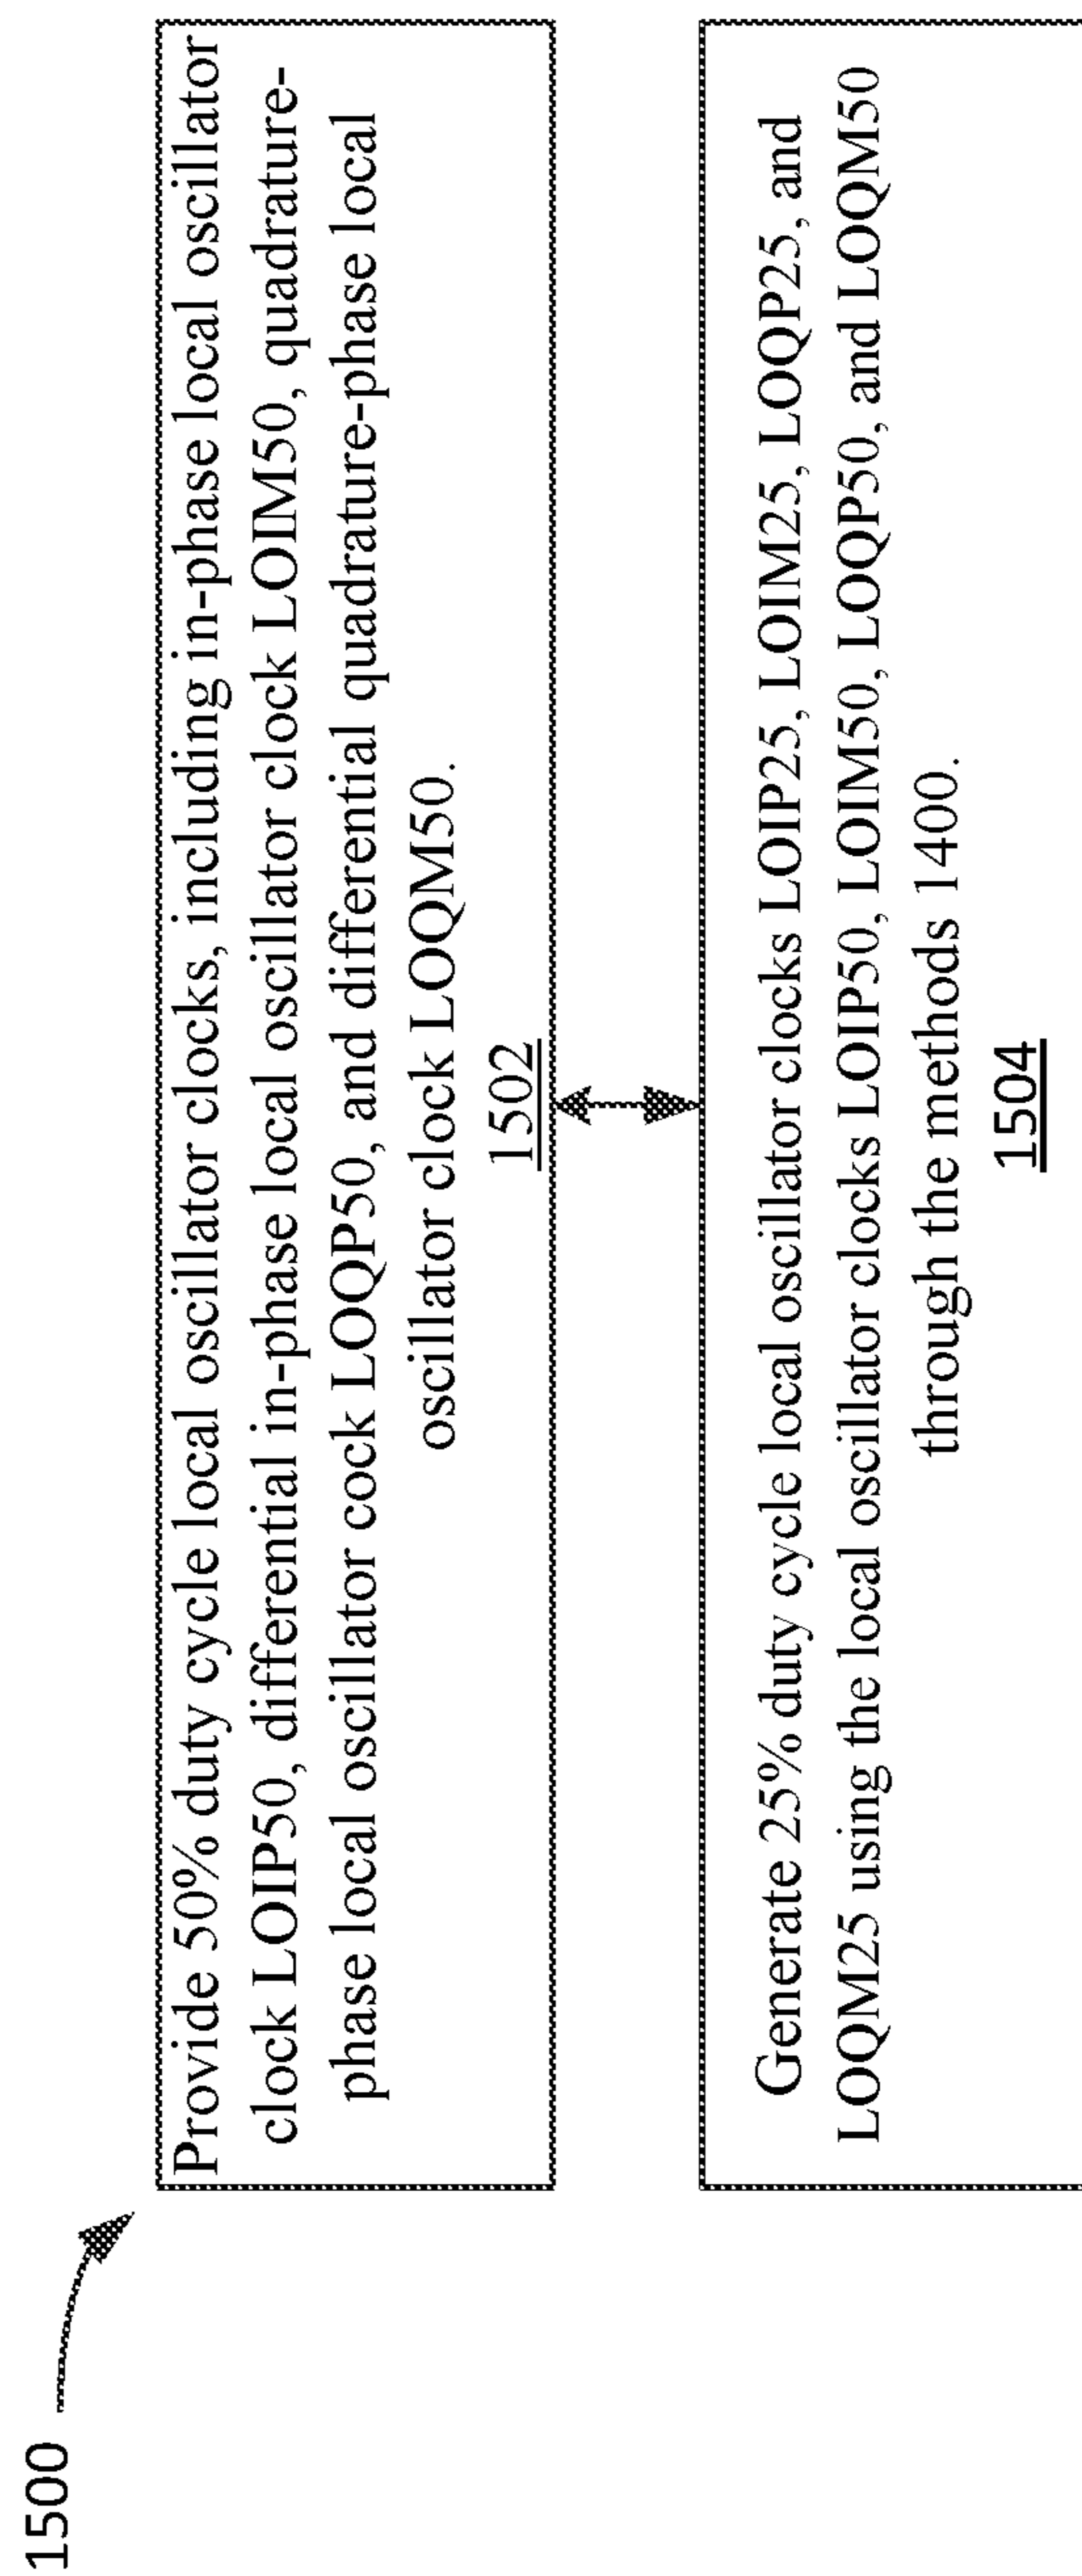 1500
Provide 50% duty cycle local oscillator clocks, including in-phase local oscillator
clock LOIP50, differential in-phase local oscillator clock LOIM50, quadrature-
phase local oscillator cock LOQP50, and differential quadrature-phase local
oscillator clock LOQM50.
1502
Generate 25% duty cycle local oscillator clocks LOIP25, LOIM25, LOQP25, and
LOQM25 using the local oscillator clocks LOIP50, LOIM50, LOQP50, and LOQM50
through the methods 1400.
1504